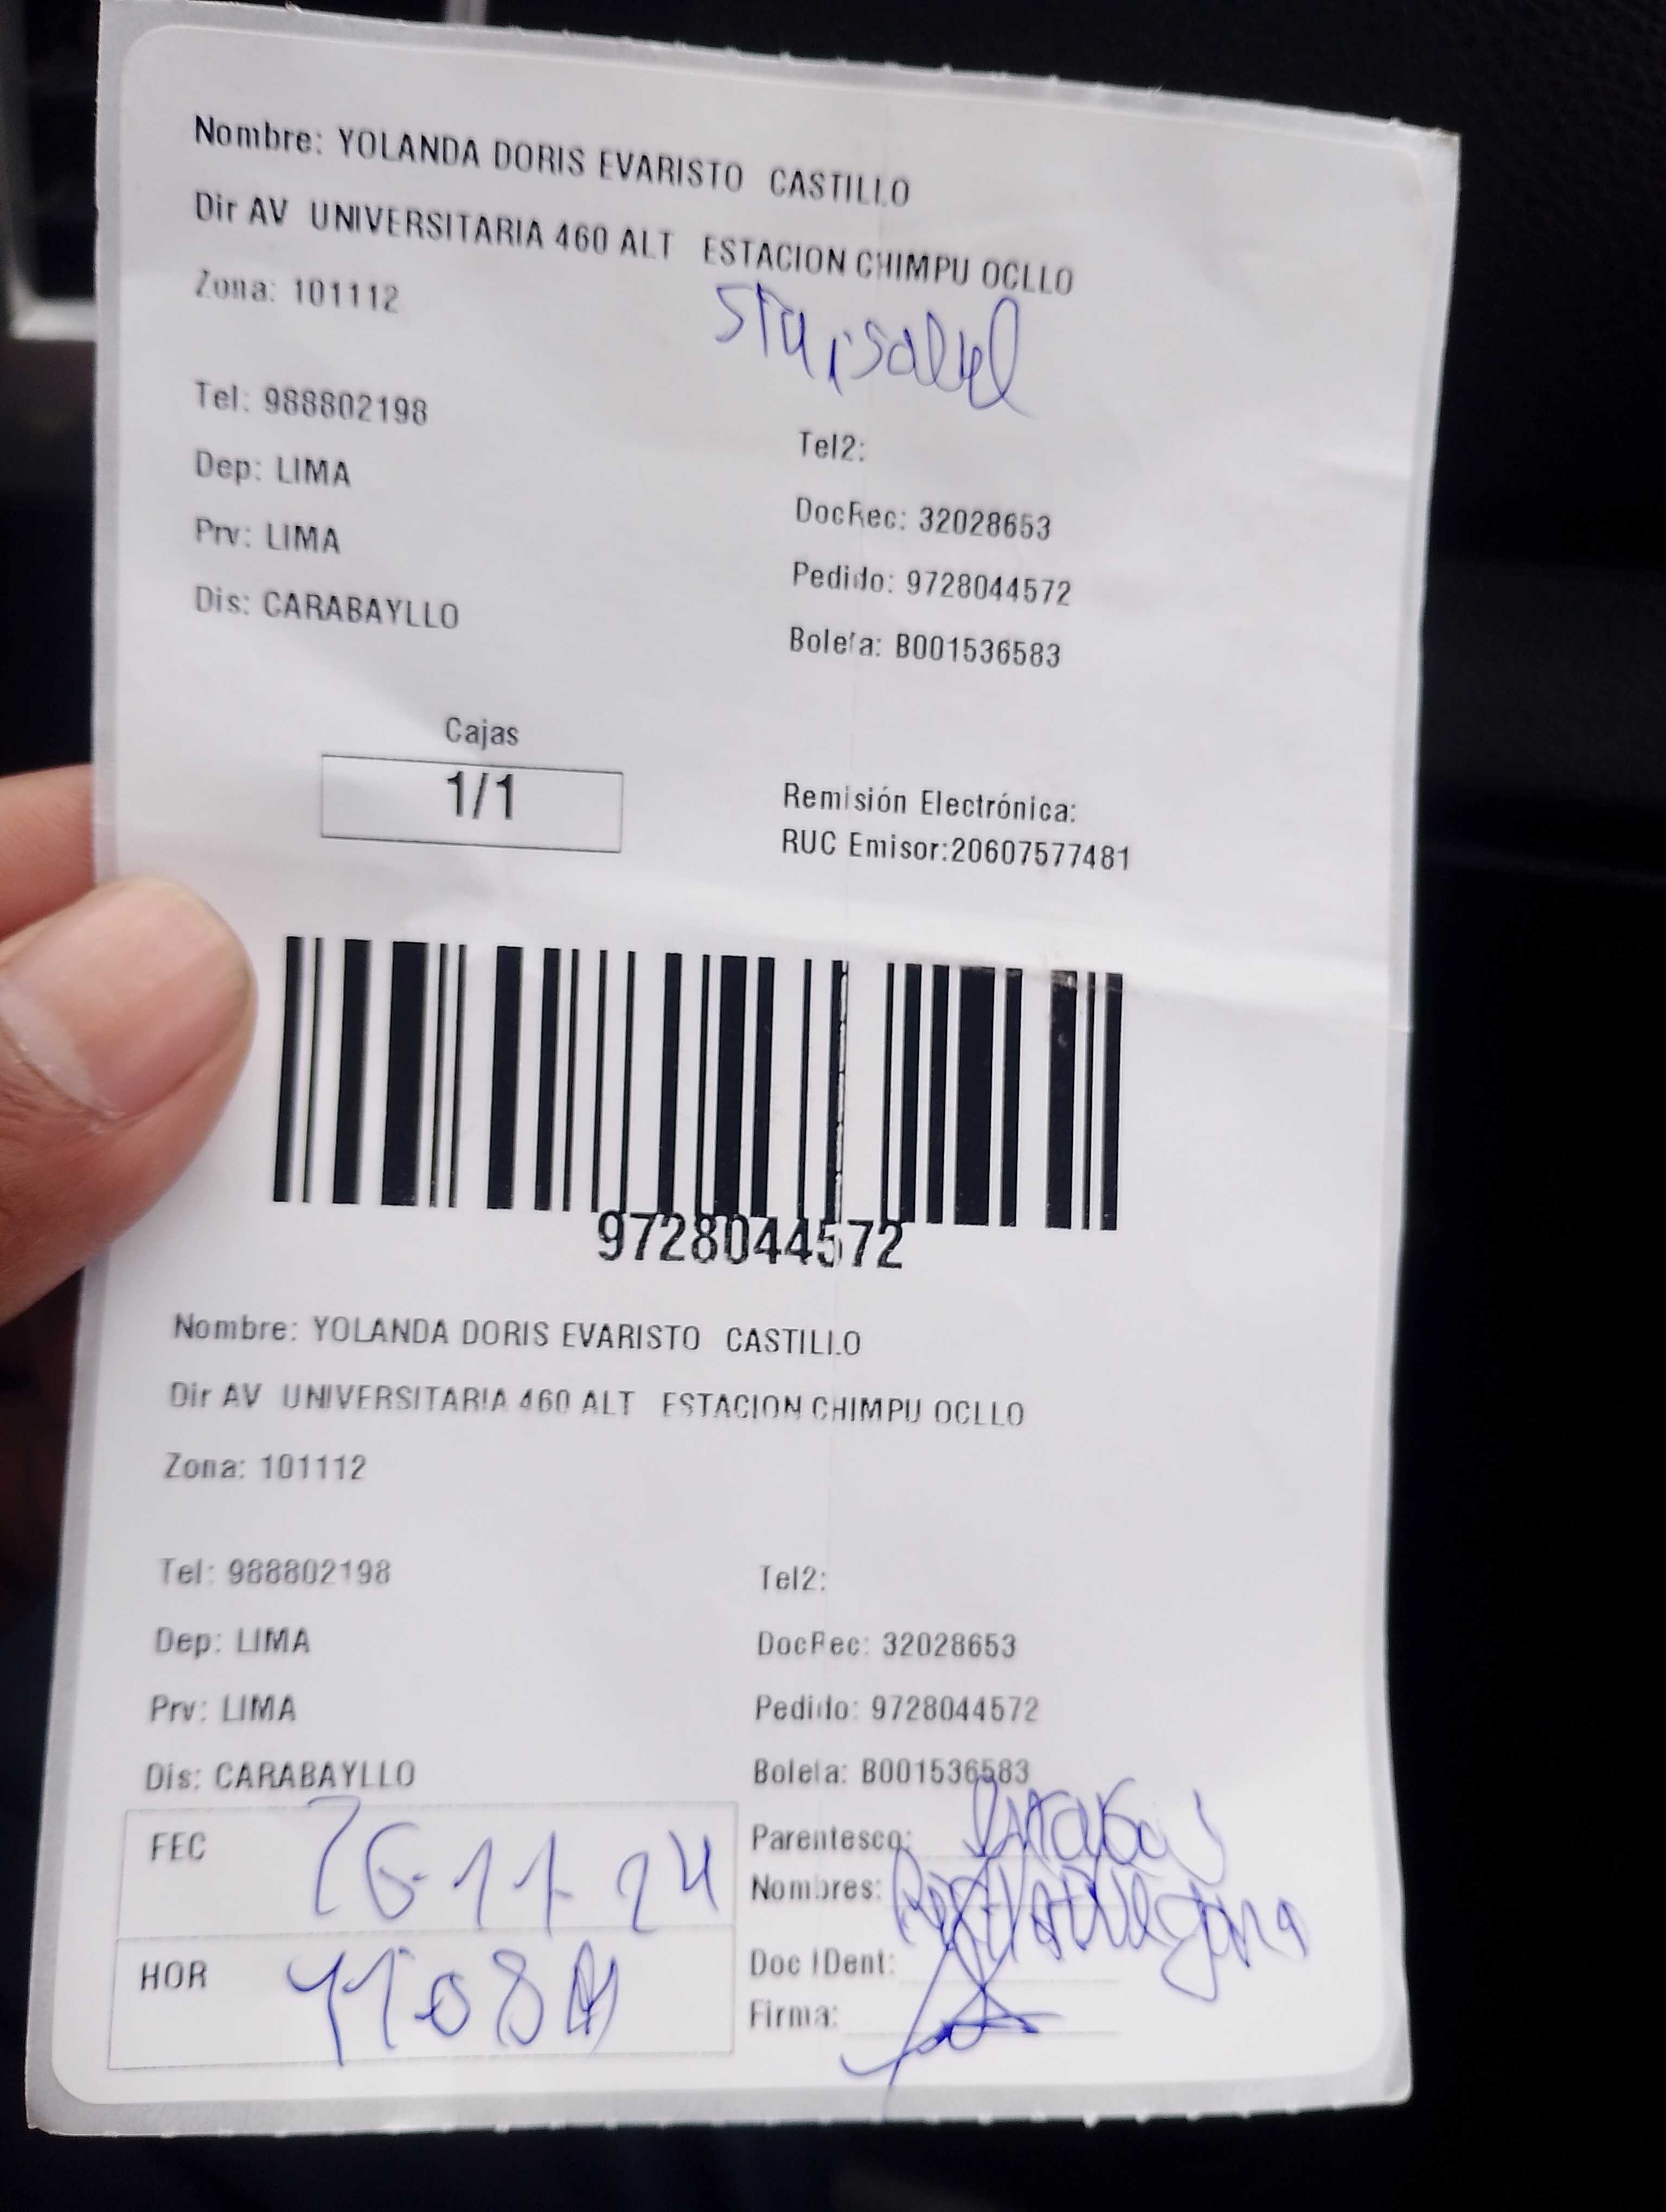 Nombre: YOLANDA DORIS EVARISTO CASTILLO
Dir AV UNIVERSITARIA 460 ALT ESTACION CHIMPU OCLLO
Zona: 101112
Sta, isabel
Tel: 988802198
Tel2:
Dep: LIMA
DocRec: 32028653
Prv: LIMA
Pedido: 9728044572
Dis: CARABAYLLO
Boleta: B001536583
Cajas
1/1
Remisión Electrónica:
RUC Emisor:20607577481
9728044572
Nombre: YOLANDA DORIS EVARISTO CASTILLO
Dir AV UNIVERSITARIA 460 ALT ESTACION CHIMPU OCLLO
Zona: 101112
Tel: 988802198
Tel2:
Dep: LIMA
DocRec: 32028653
Prv: LIMA
Pedido: 9728044572
Dis: CARABAYLLO
Boleta: B001536583
FEC 26-11-24
Parentesco:
Nombres:
HOR 1108
Doc IDent:
Firma: